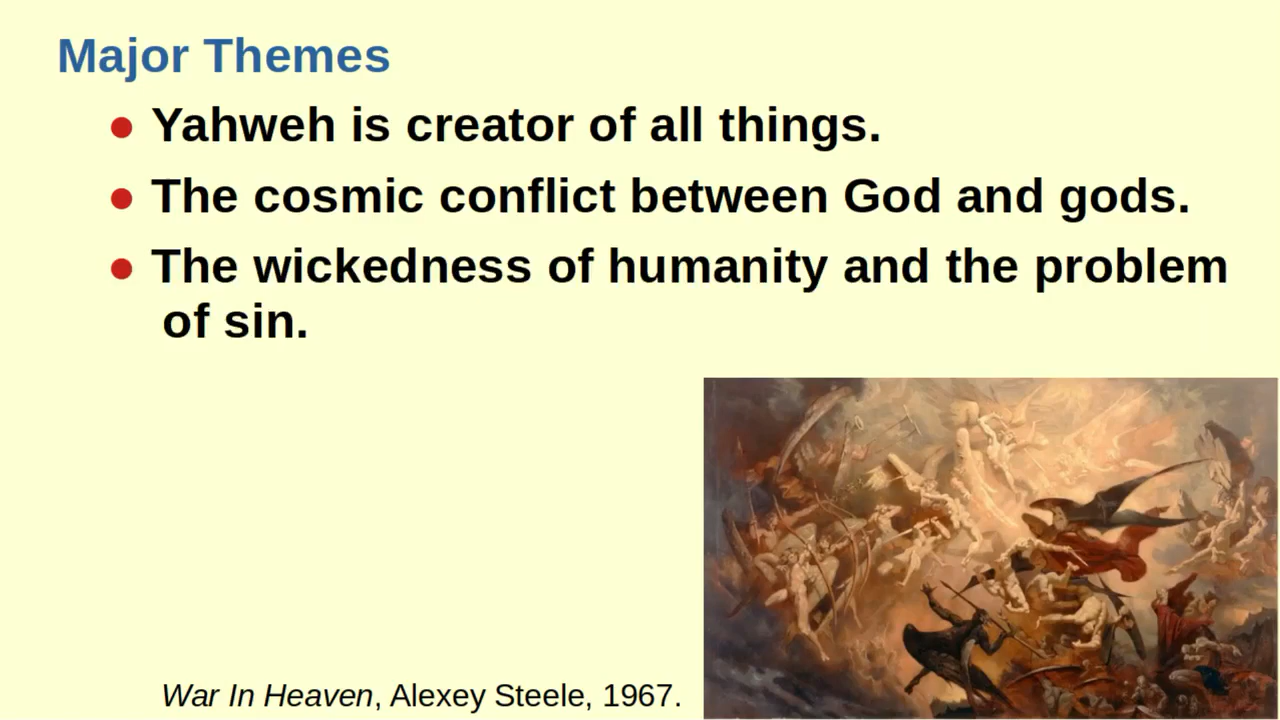 Major Themes
● Yahweh is creator of all things.
● The cosmic conflict between God and gods.
● The wickedness of humanity and the problem
of sin.
War In Heaven, Alexey Steele, 1967.